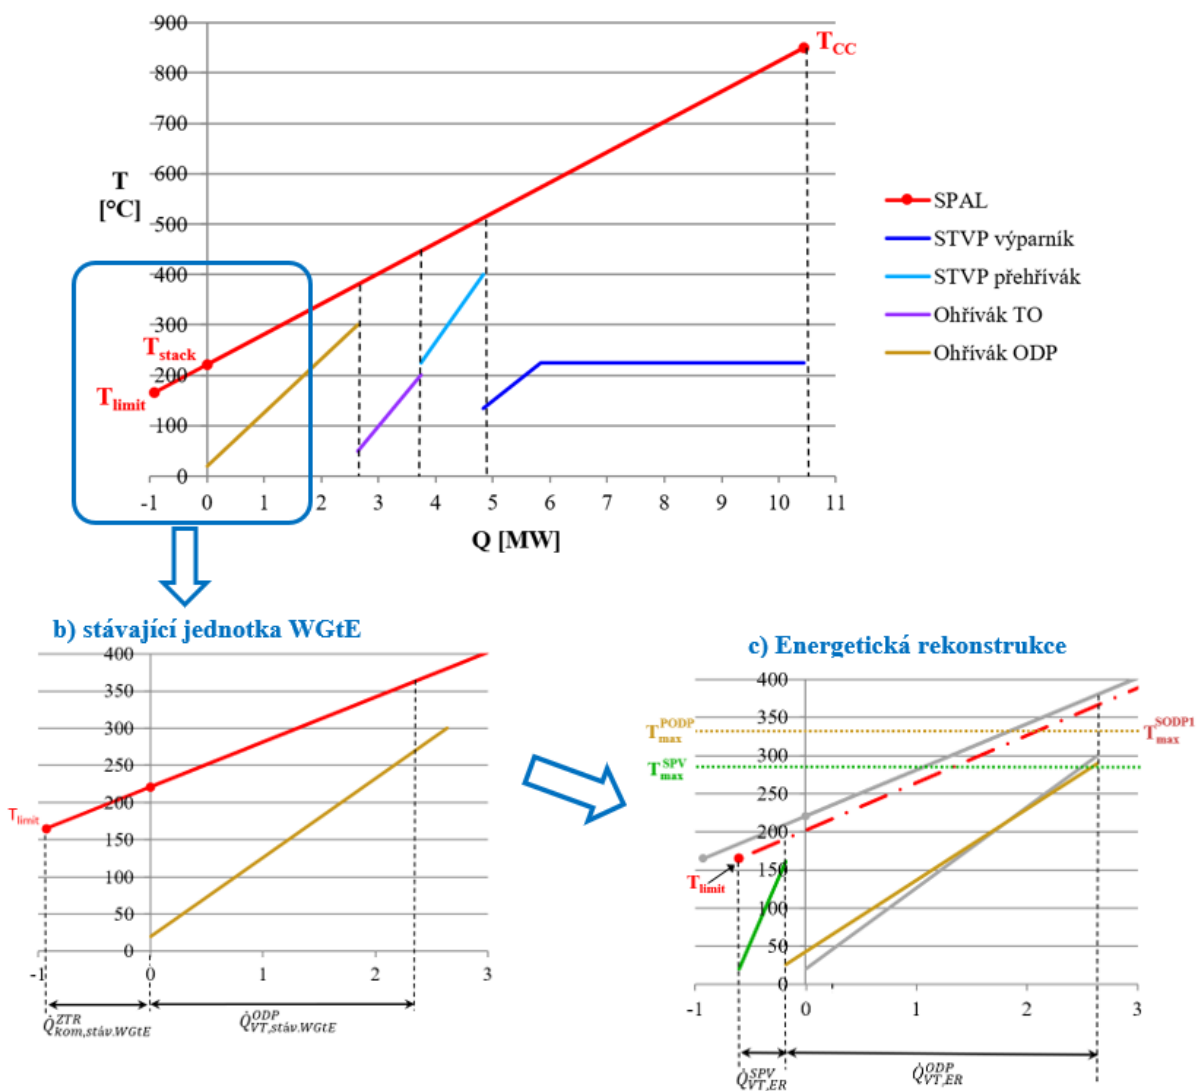 900
800
700
600
500
400
300
200
100
0
T
[°C]
T_CC
T_stack
T_limit
-1 0 1 2 3 4 5 6 7 8 9 10 11
Q [MW]
SPAL
STVP výparník
STVP přehřívák
Ohřívák TO
Ohřívák ODP
b) stávající jednotka WGtE
400
350
300
250
200
150
100
50
0
T_limit
-1 0 1 2 3
Q̇^ZTR_kom,stáv.WGtE
Q̇^ODP_VT,stáv.WGtE
c) Energetická rekonstrukce
400
350
300
250
200
150
100
50
0
T^PODP_max
T^SODP1_max
T^SPV_max
T_limit
-1 0 1 2 3
Q̇^SPV_VT,ER
Q̇^ODP_VT,ER